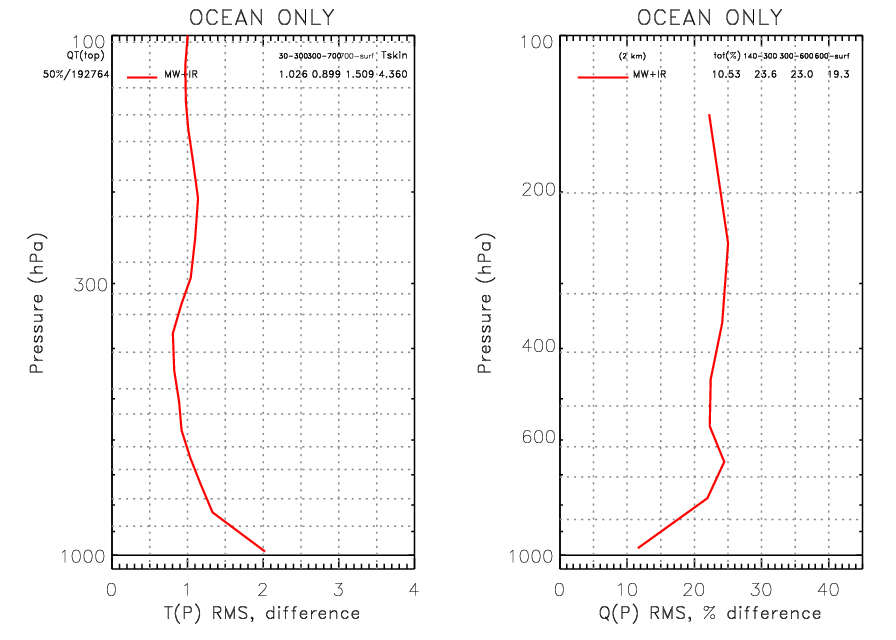 OCEAN ONLY
100
QT(top) 30-300 300-700 700-surf Tskin
50%/192764 MW+IR 1.026 0.899 1.509 4.360
300
1000
0 1 2 3 4
Pressure (hPa)
T(P) RMS, difference
OCEAN ONLY
100
(2 km) tot(%) 140-300 300-600 600-surf
MW+IR 10.53 23.6 23.0 19.3
200
400
600
1000
0 10 20 30 40
Pressure (hPa)
Q(P) RMS, % difference